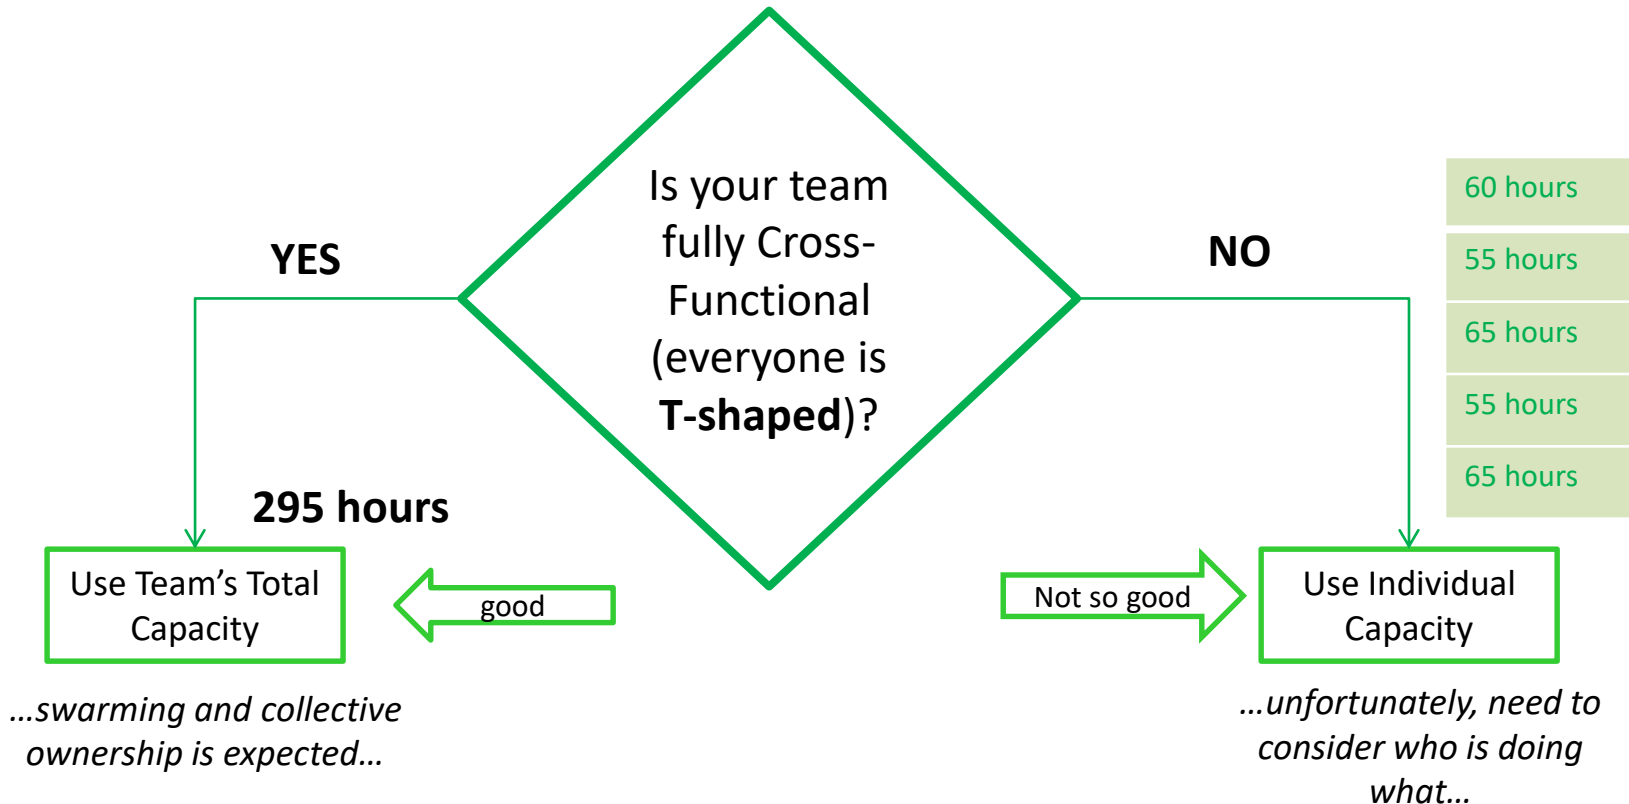 Is your team
fully Cross-
Functional
(everyone is
T-shaped)?
YES
NO
60 hours
55 hours
65 hours
55 hours
65 hours
295 hours
Use Team’s Total
Capacity
good
Not so good
Use Individual
Capacity
…swarming and collective
ownership is expected…
…unfortunately, need to
consider who is doing
what…